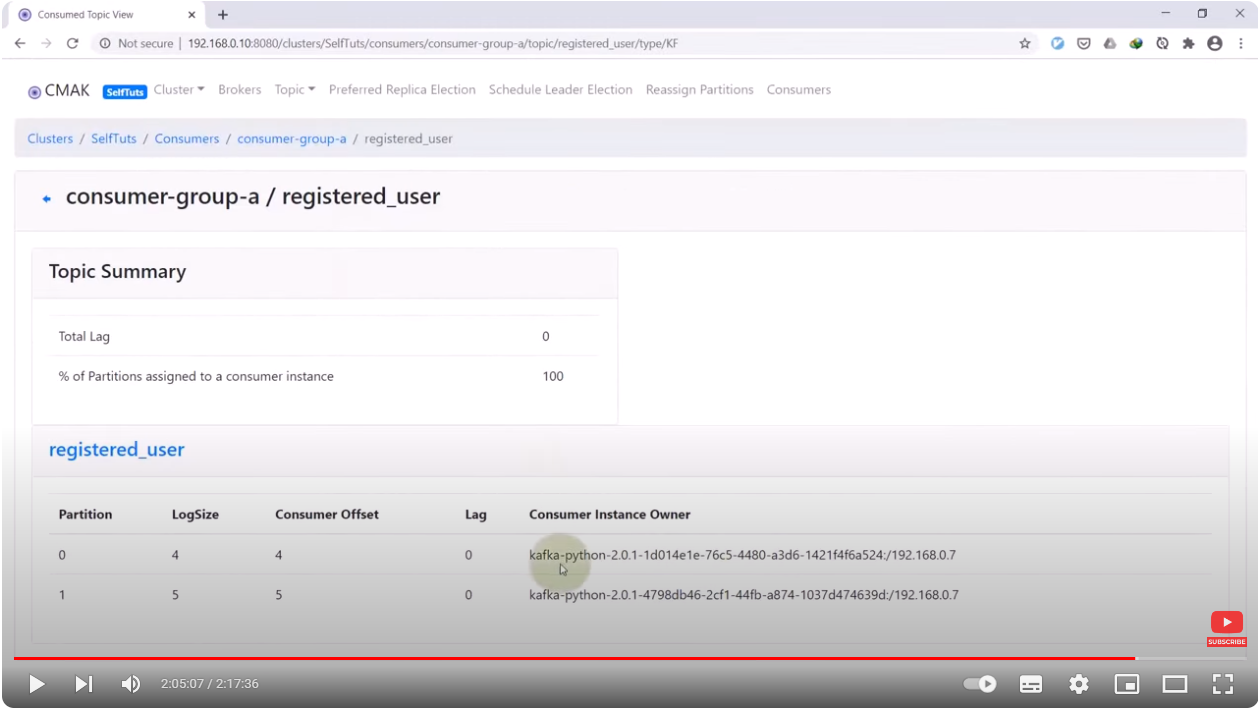 Consumed Topic View
Not secure | 192.168.0.10:8080/clusters/SelfTuts/consumers/consumer-group-a/topic/registered_user/type/KF
CMAK SelfTuts Cluster Brokers Topic Preferred Replica Election Schedule Leader Election Reassign Partitions Consumers
Clusters / SelfTuts / Consumers / consumer-group-a / registered_user
consumer-group-a / registered_user
Topic Summary
Total Lag 0
% of Partitions assigned to a consumer instance 100
registered_user
Partition LogSize Consumer Offset Lag Consumer Instance Owner
0 4 4 0 kafka-python-2.0.1-1d014e1e-76c5-4480-a3d6-1421f4f6a524:/192.168.0.7
1 5 5 0 kafka-python-2.0.1-4798db46-2cf1-44fb-a874-1037d474639d:/192.168.0.7
SUBSCRIBE
2:05:07 / 2:17:36